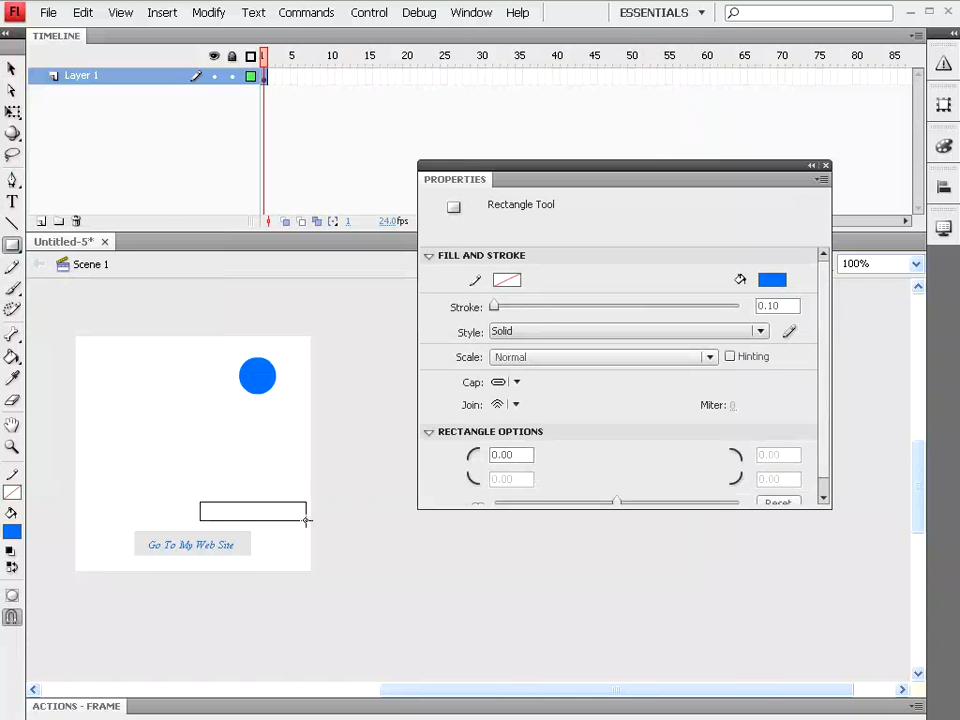 Fl File Edit View Insert Modify Text Commands Control Debug Window Help ESSENTIALS
TIMELINE
5 10 15 20 25 30 35 40 45 50 55 60 65 70 75 80 85
Layer 1
PROPERTIES
Rectangle Tool
1 24.0fps
Untitled-5*
FILL AND STROKE
Scene 1
100%
Stroke: 0.10
Style: Solid
Scale: Normal Hinting
Cap:
Join: Miter: 0
RECTANGLE OPTIONS
0.00 0.00
0.00 0.00
Reset
Go To My Web Site
ACTIONS - FRAME